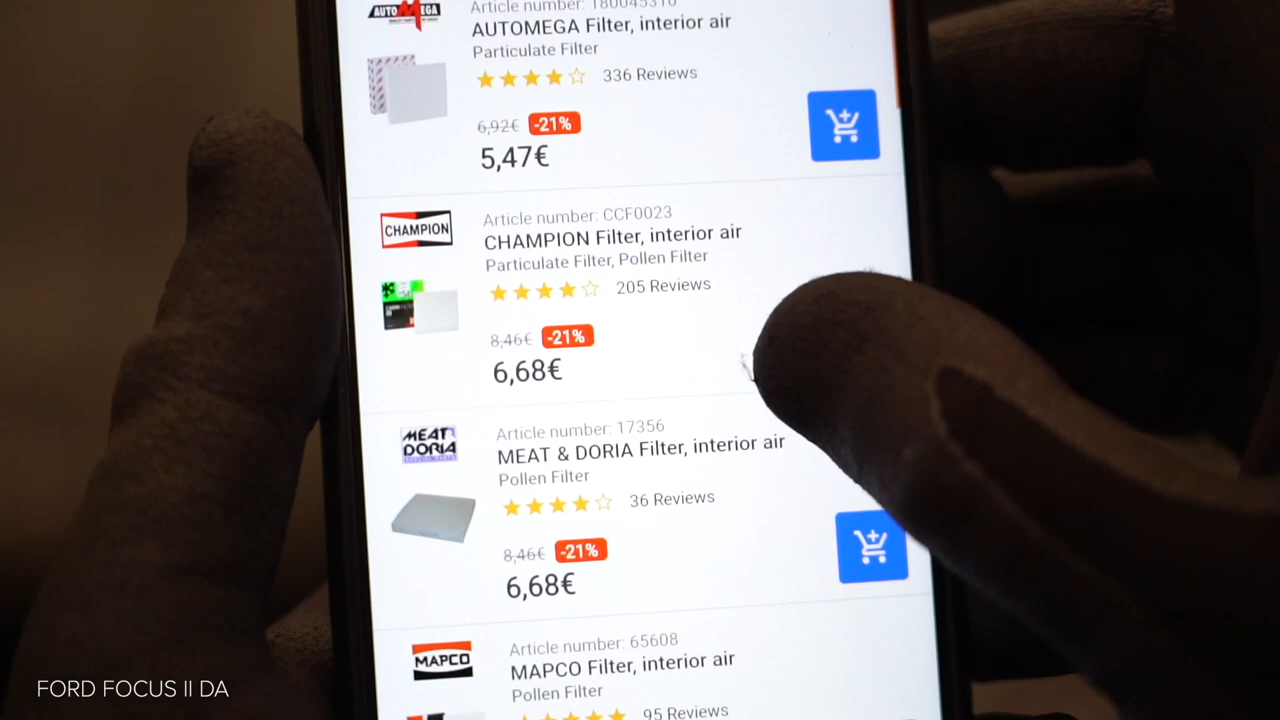 AUTOMEGA
Article number: 180045310
AUTOMEGA Filter, interior air
Particulate Filter
336 Reviews
6,92€ -21%
5,47€
CHAMPION
Article number: CCF0023
CHAMPION Filter, interior air
Particulate Filter, Pollen Filter
205 Reviews
8,46€ -21%
6,68€
MEAT
DORIA
Article number: 17356
MEAT & DORIA Filter, interior air
Pollen Filter
36 Reviews
8,46€ -21%
6,68€
MAPCO
Article number: 65608
MAPCO Filter, interior air
Pollen Filter
95 Reviews
FORD FOCUS II DA